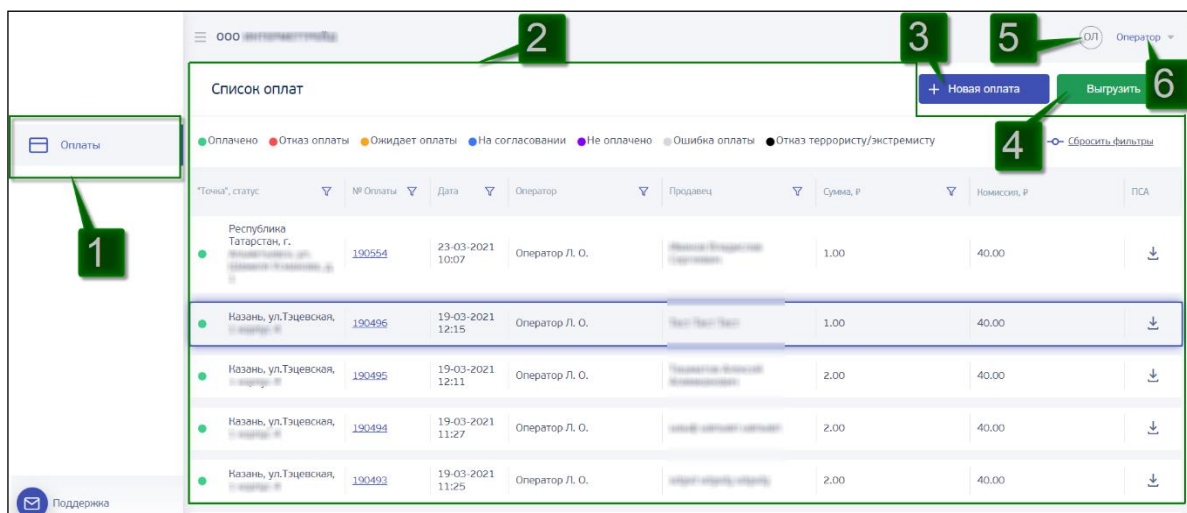 ООО
2
3
5
ОЛ
Оператор
6
Список оплат
+ Новая оплата
Выгрузить
4
Оплаты
Оплачено Отказ оплаты Ожидает оплаты На согласовании Не оплачено Ошибка оплаты Отказ террористу/экстремисту
Сбросить фильтры
1
"Точка", статус № Оплаты Дата Оператор Продавец Сумма, ₽ Комиссия, ₽ ПСА
Республика
Татарстан, г.
190554
23-03-2021
10:07
Оператор Л. О.
1.00
40.00
Казань, ул.Тэцевская,
190496
19-03-2021
12:15
Оператор Л. О.
1.00
40.00
Казань, ул.Тэцевская,
190495
19-03-2021
12:11
Оператор Л. О.
2.00
40.00
Казань, ул.Тэцевская,
190494
19-03-2021
11:27
Оператор Л. О.
2.00
40.00
Казань, ул.Тэцевская,
190493
19-03-2021
11:25
Оператор Л. О.
2.00
40.00
Поддержка